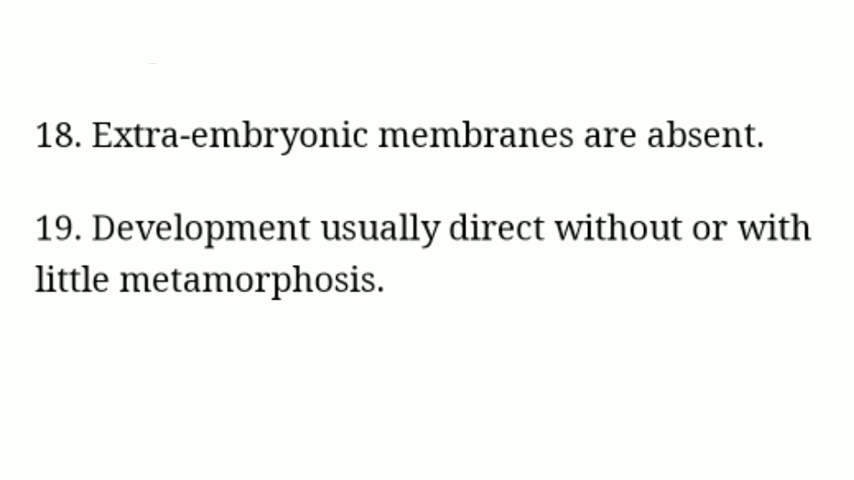 18. Extra-embryonic membranes are absent.
19. Development usually direct without or with
little metamorphosis.